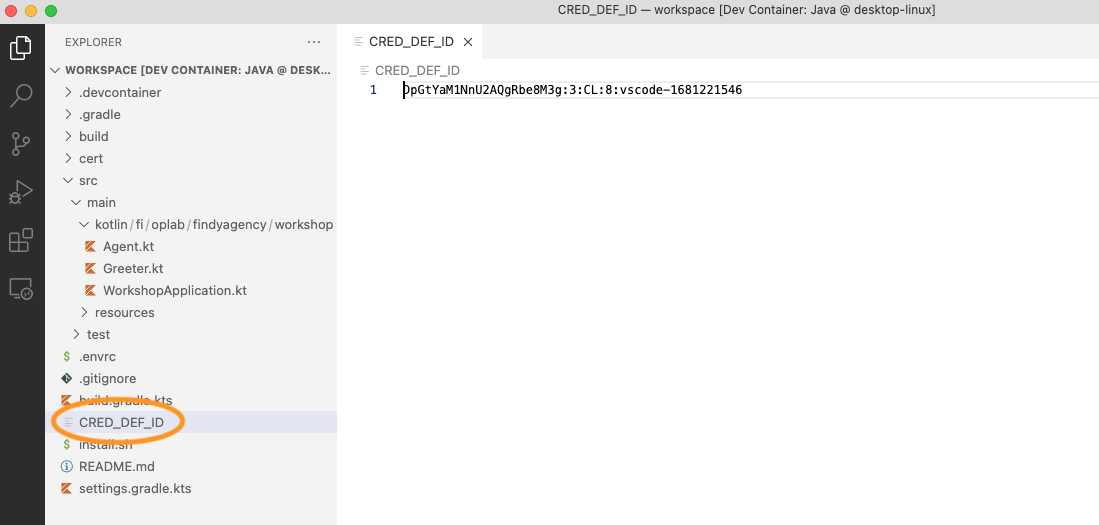 CRED_DEF_ID — workspace [Dev Container: Java @ desktop-linux]
EXPLORER
WORKSPACE [DEV CONTAINER: JAVA @ DESK...
.devcontainer
.gradle
build
cert
src
main
kotlin/fi/oplab/findyagency/workshop
Agent.kt
Greeter.kt
WorkshopApplication.kt
resources
test
.envrc
.gitignore
build.gradle.kts
CRED_DEF_ID
install.sh
README.md
settings.gradle.kts
CRED_DEF_ID
CRED_DEF_ID
1 DpGtYaM1NnU2AQgRbe8M3g:3:CL:8:vscode-1681221546